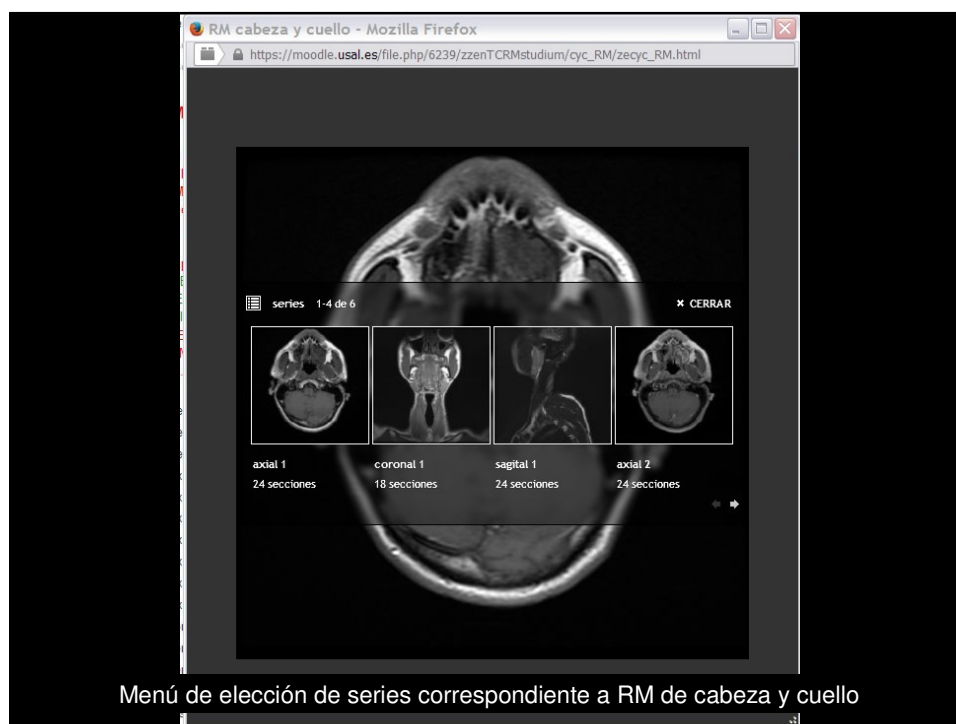 RM cabeza y cuello - Mozilla Firefox
https://moodle.usal.es/file.php/6239/zzenTCRMstudium/cyc_RM/zecyc_RM.html
series 1-4 de 6 × CERRAR
axial 1 coronal 1 sagital 1 axial 2
24 secciones 18 secciones 24 secciones 24 secciones
Menú de elección de series correspondiente a RM de cabeza y cuello